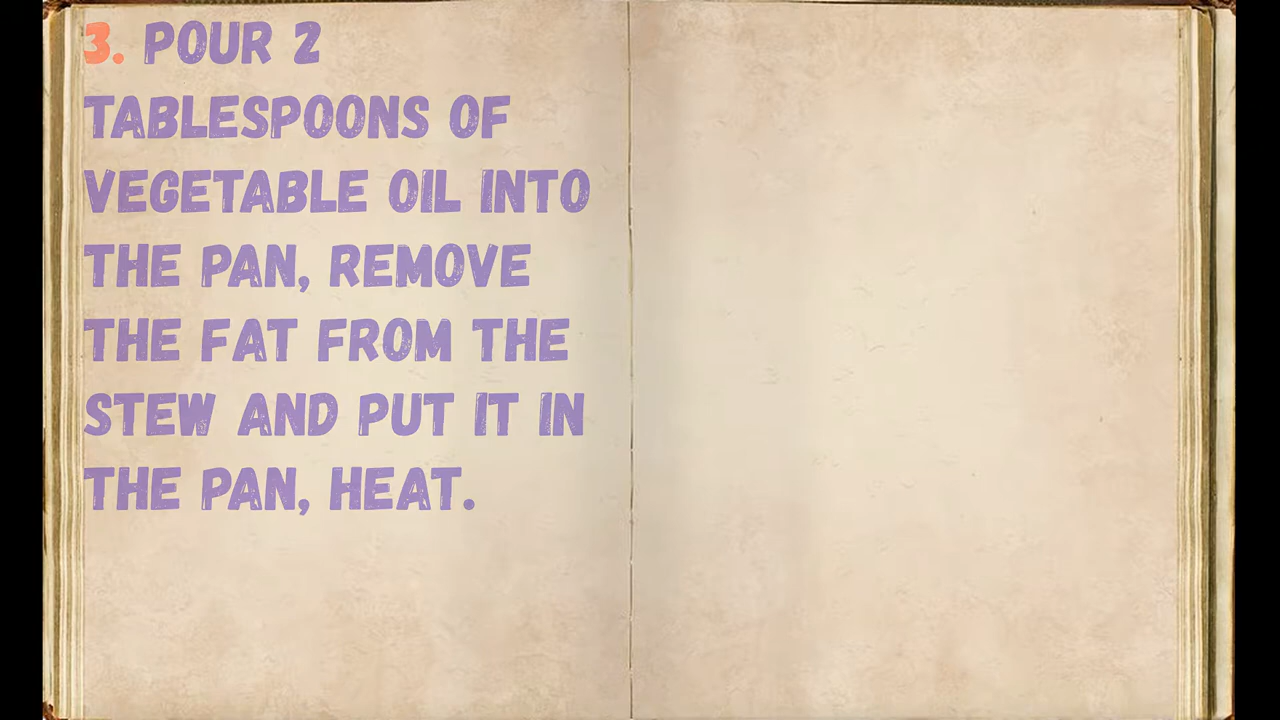 3. POUR 2
TABLESPOONS OF
VEGETABLE OIL INTO
THE PAN, REMOVE
THE FAT FROM THE
STEW AND PUT IT IN
THE PAN, HEAT.